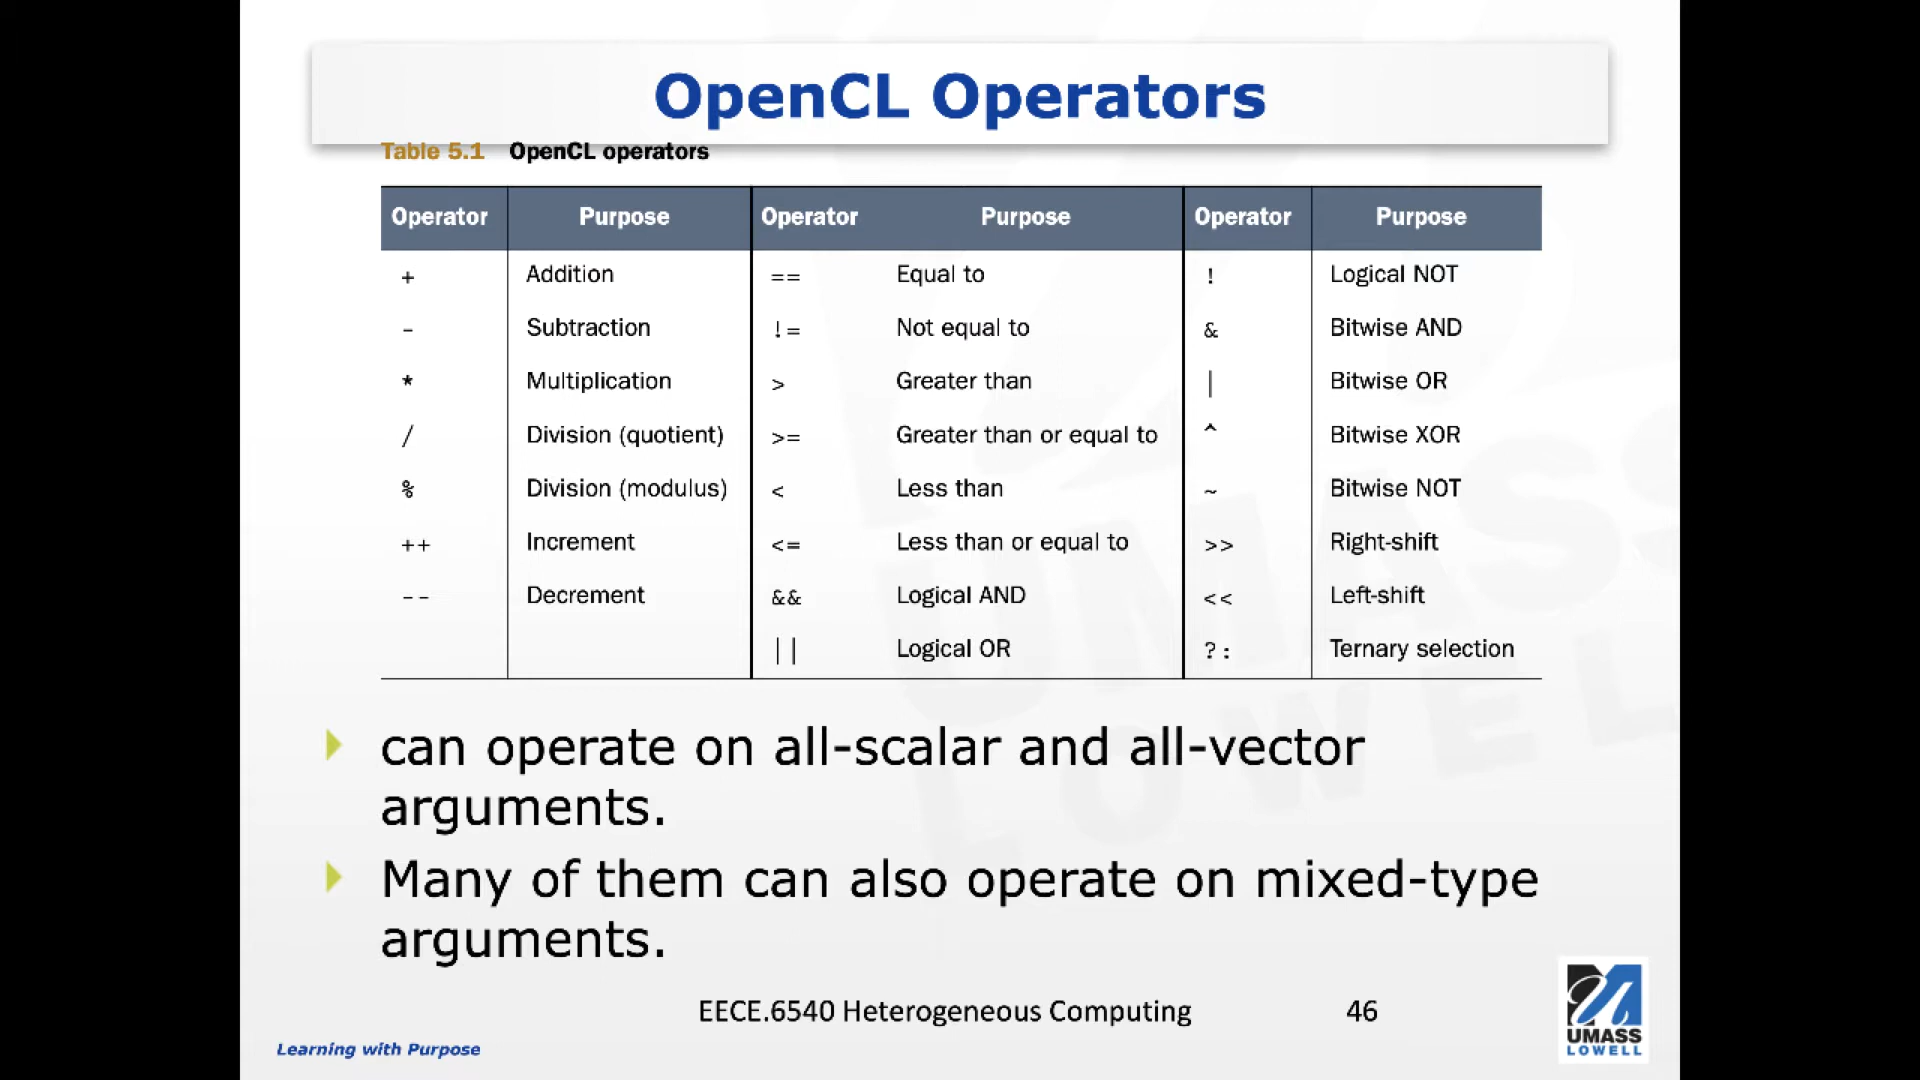 OpenCL Operators
Table 5.1 OpenCL operators
Operator Purpose Operator Purpose Operator Purpose
+ Addition == Equal to ! Logical NOT
- Subtraction != Not equal to & Bitwise AND
* Multiplication > Greater than | Bitwise OR
/ Division (quotient) >= Greater than or equal to ^ Bitwise XOR
% Division (modulus) < Less than ~ Bitwise NOT
++ Increment <= Less than or equal to >> Right-shift
-- Decrement && Logical AND << Left-shift
|| Logical OR ?: Ternary selection
can operate on all-scalar and all-vector
arguments.
Many of them can also operate on mixed-type
arguments.
EECE.6540 Heterogeneous Computing 46
Learning with Purpose
UMASS
LOWELL